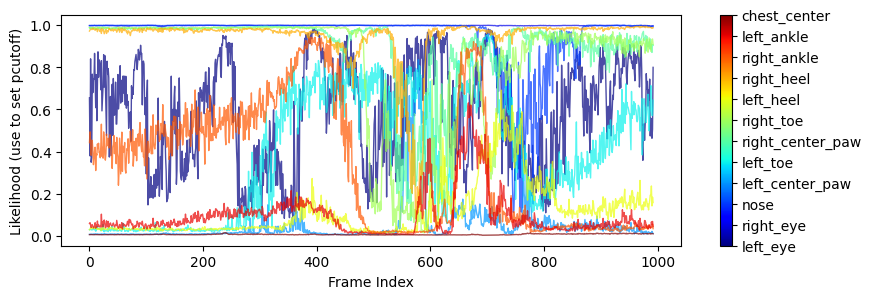 Likelihood (use to set pcutoff)
1.0
0.8
0.6
0.4
0.2
0.0
0
200
400
600
800
1000
Frame Index
chest_center
left_ankle
right_ankle
right_heel
left_heel
right_toe
right_center_paw
left_toe
left_center_paw
nose
right_eye
left_eye